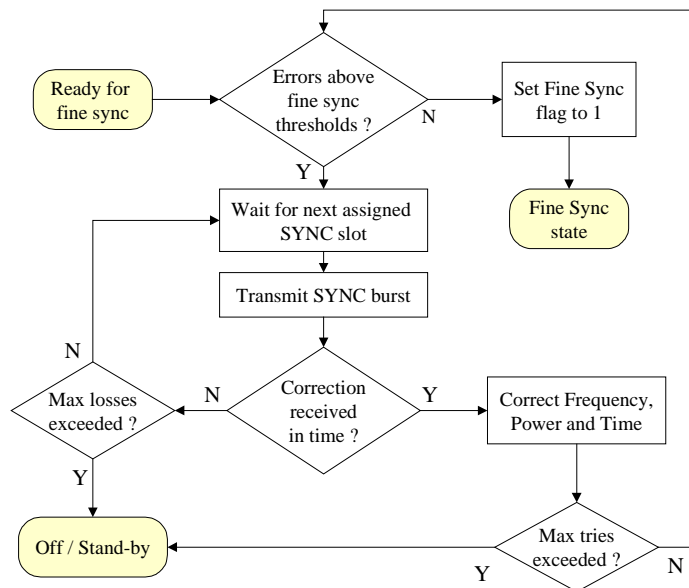 Ready for
fine sync
Errors above
fine sync
thresholds ?
N
Set Fine Sync
flag to 1
Y
Fine Sync
state
Wait for next assigned
SYNC slot
Transmit SYNC burst
N
Max losses
exceeded ?
N
Correction
received
in time ?
Y
Correct Frequency,
Power and Time
Y
Off / Stand-by
Y
Max tries
exceeded ?
N